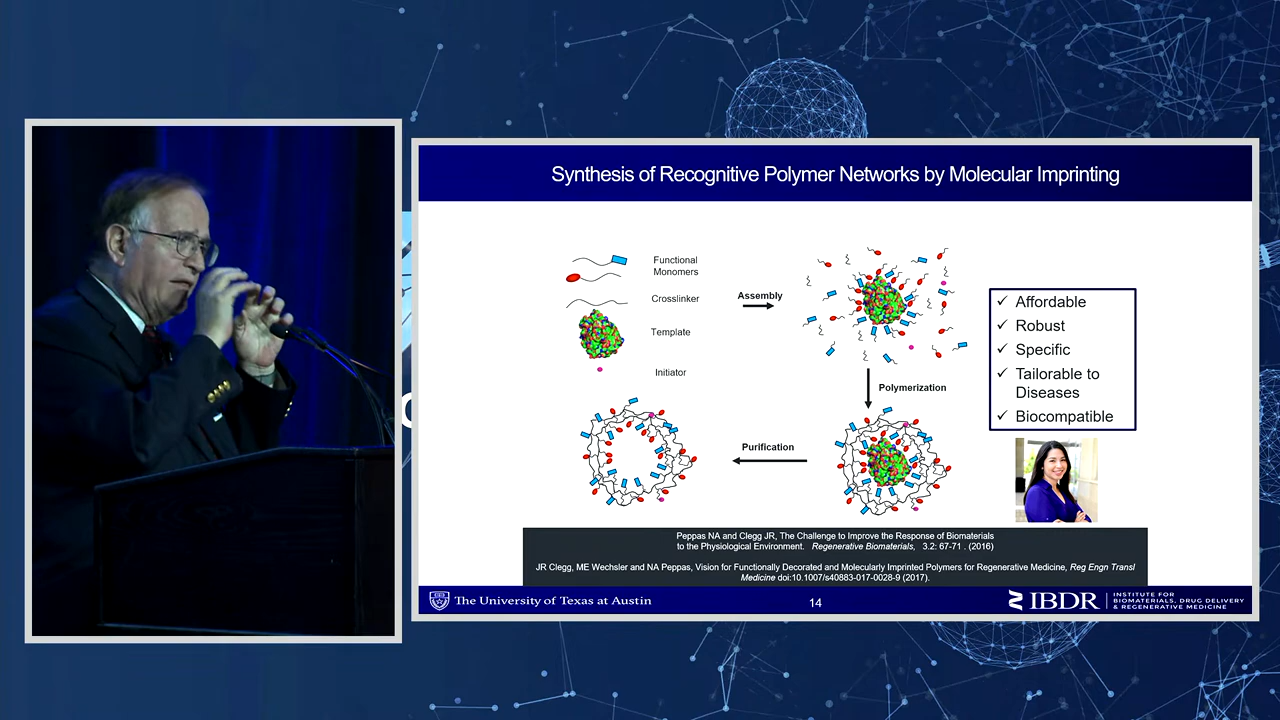 Synthesis of Recognitive Polymer Networks by Molecular Imprinting
Functional
Monomers
Crosslinker
Template
Initiator
Assembly
Polymerization
Purification
✓ Affordable
✓ Robust
✓ Specific
✓ Tailorable to
Diseases
✓ Biocompatible
Peppas NA and Clegg JR, The Challenge to Improve the Response of Biomaterials
to the Physiological Environment. Regenerative Biomaterials, 3.2: 67-71 . (2016)
JR Clegg, ME Wechsler and NA Peppas, Vision for Functionally Decorated and Molecularly Imprinted Polymers for Regenerative Medicine, Reg Engn Transl
Medicine doi:10.1007/s40883-017-0028-9 (2017).
The University of Texas at Austin
14
IBDR
INSTITUTE FOR
BIOMATERIALS, DRUG DELIVERY
& REGENERATIVE MEDICINE